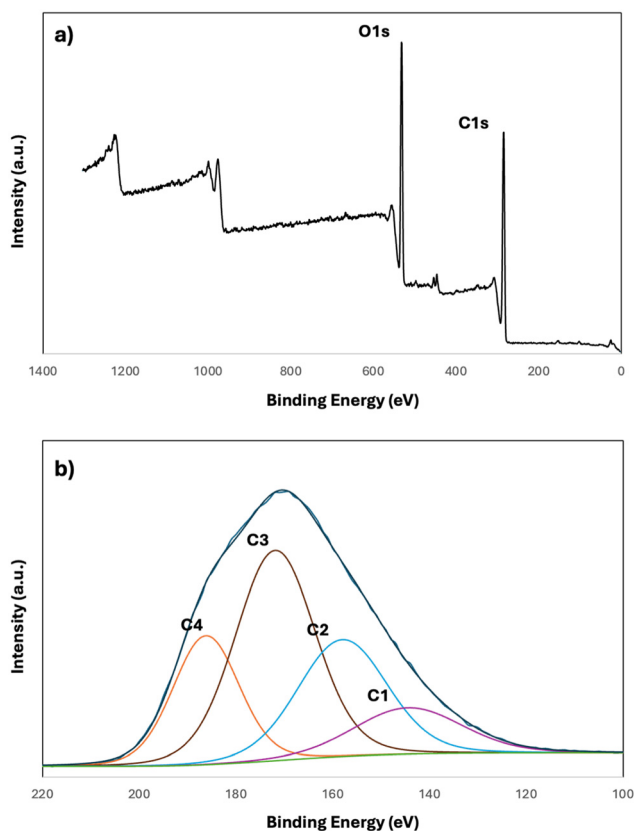 a)
O1s
C1s
Intensity (a.u.)
1400 1200 1000 800 600 400 200 0
Binding Energy (eV)
b)
C3
C4
C2
C1
Intensity (a.u.)
220 200 180 160 140 120 100
Binding Energy (eV)